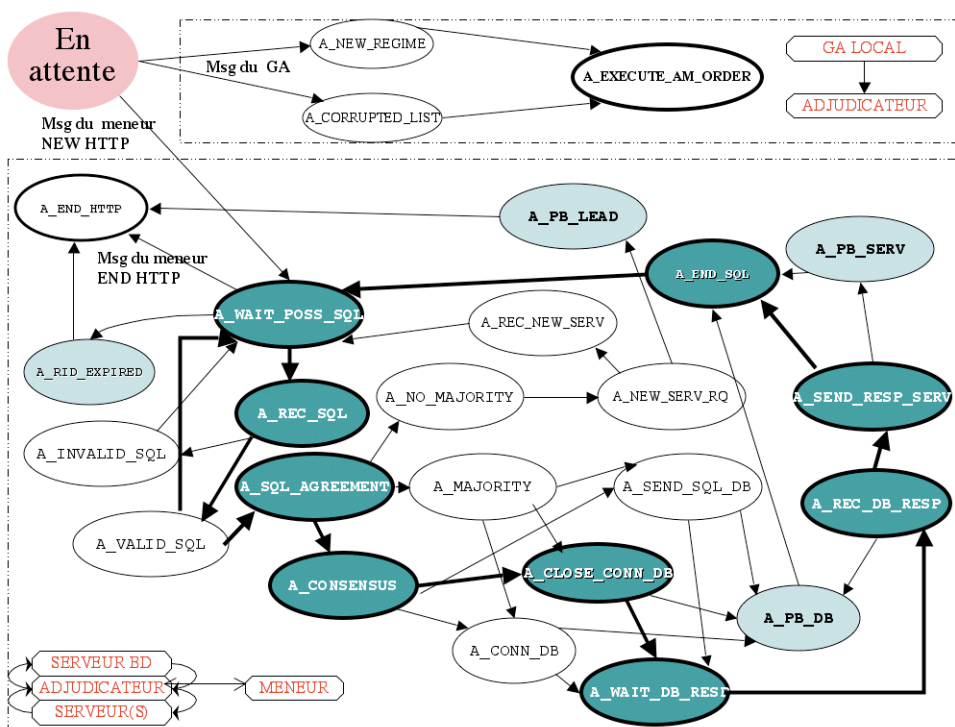 En
attente
A_NEW_REGIME
Msg du GA
A_CORRUPTED_LIST
A_EXECUTE_AM_ORDER
GA LOCAL
ADJUDICATEUR
Msg du meneur
NEW HTTP
A_END_HTTP
Msg du meneur
END HTTP
A_PB_LEAD
A_PB_SERV
A_END_SQL
A_WAIT_POSS_SQL
A_REC_NEW_SERV
A_RID_EXPIRED
A_REC_SQL
A_NO_MAJORITY
A_NEW_SERV_RQ
A_SEND_RESP_SERV
A_INVALID_SQL
A_SQL_AGREEMENT
A_MAJORITY
A_SEND_SQL_DB
A_REC_DB_RESP
A_VALID_SQL
A_CONSENSUS
A_CLOSE_CONN_DB
A_PB_DB
A_CONN_DB
A_WAIT_DB_RESP
SERVEUR BD
ADJUDICATEUR
MENEUR
SERVEUR(S)